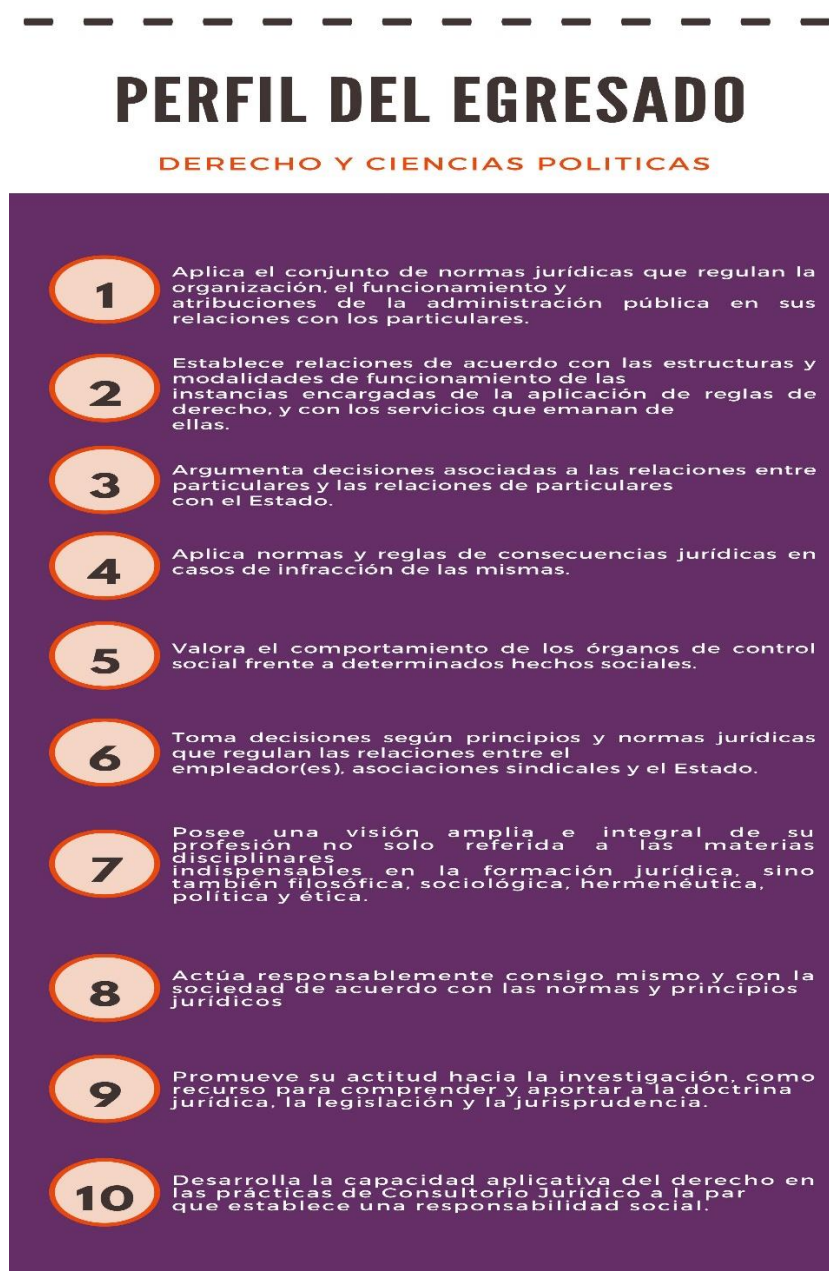 PERFIL DEL EGRESADO
DERECHO Y CIENCIAS POLITICAS
1
Aplica el conjunto de normas jurídicas que regulan la
organización, el funcionamiento y
atribuciones de la administración pública en sus
relaciones con los particulares.
2
Establece relaciones de acuerdo con las estructuras y
modalidades de funcionamiento de las
instancias encargadas de la aplicación de reglas de
derecho, y con los servicios que emanan de
ellas.
3
Argumenta decisiones asociadas a las relaciones entre
particulares y las relaciones de particulares
con el Estado.
4
Aplica normas y reglas de consecuencias jurídicas en
casos de infracción de las mismas.
5
Valora el comportamiento de los órganos de control
social frente a determinados hechos sociales.
6
Toma decisiones según principios y normas jurídicas
que regulan las relaciones entre el
empleador(es), asociaciones sindicales y el Estado.
7
Posee una visión amplia e integral de su
profesión no solo referida a las materias
disciplinares
indispensables en la formación jurídica, sino
también filosófica, sociológica, hermenéutica,
política y ética.
8
Actúa responsablemente consigo mismo y con la
sociedad de acuerdo con las normas y principios
jurídicos
9
Promueve su actitud hacia la investigación, como
recurso para comprender y aportar a la doctrina
jurídica, la legislación y la jurisprudencia.
10
Desarrolla la capacidad aplicativa del derecho en
las prácticas de Consultorio Jurídico a la par
que establece una responsabilidad social.